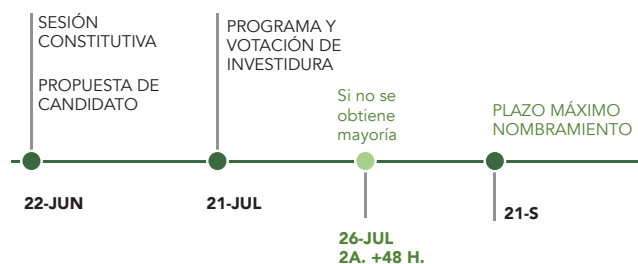 SESIÓN
CONSTITUTIVA
PROPUESTA DE
CANDIDATO
22-JUN
PROGRAMA Y
VOTACIÓN DE
INVESTIDURA
21-JUL
Si no se
obtiene
mayoría
26-JUL
2A. +48 H.
PLAZO MÁXIMO
NOMBRAMIENTO
21-S